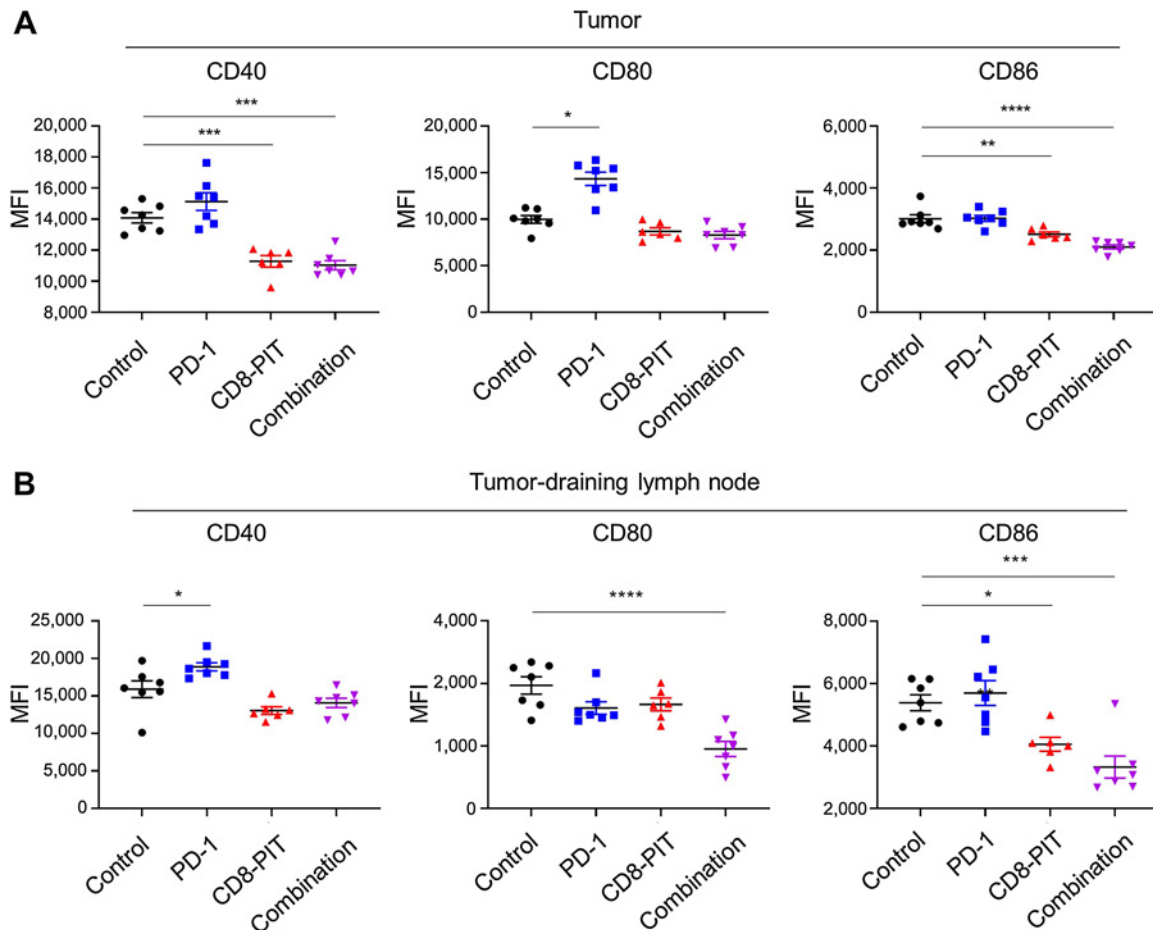 A
Tumor
CD40 CD80 CD86
*** * ****
*** **
MFI MFI MFI
20,000
18,000
16,000
14,000
12,000
10,000
8,000
20,000
15,000
10,000
5,000
0
6,000
4,000
2,000
0
Control PD-1 CD8-PIT Combination
Control PD-1 CD8-PIT Combination
Control PD-1 CD8-PIT Combination
B
Tumor-draining lymph node
CD40 CD80 CD86
* **** ***
*
MFI MFI MFI
25,000
20,000
15,000
10,000
5,000
0
4,000
2,000
1,000
0
8,000
6,000
4,000
2,000
Control PD-1 CD8-PIT Combination
Control PD-1 CD8-PIT Combination
Control PD-1 CD8-PIT Combination